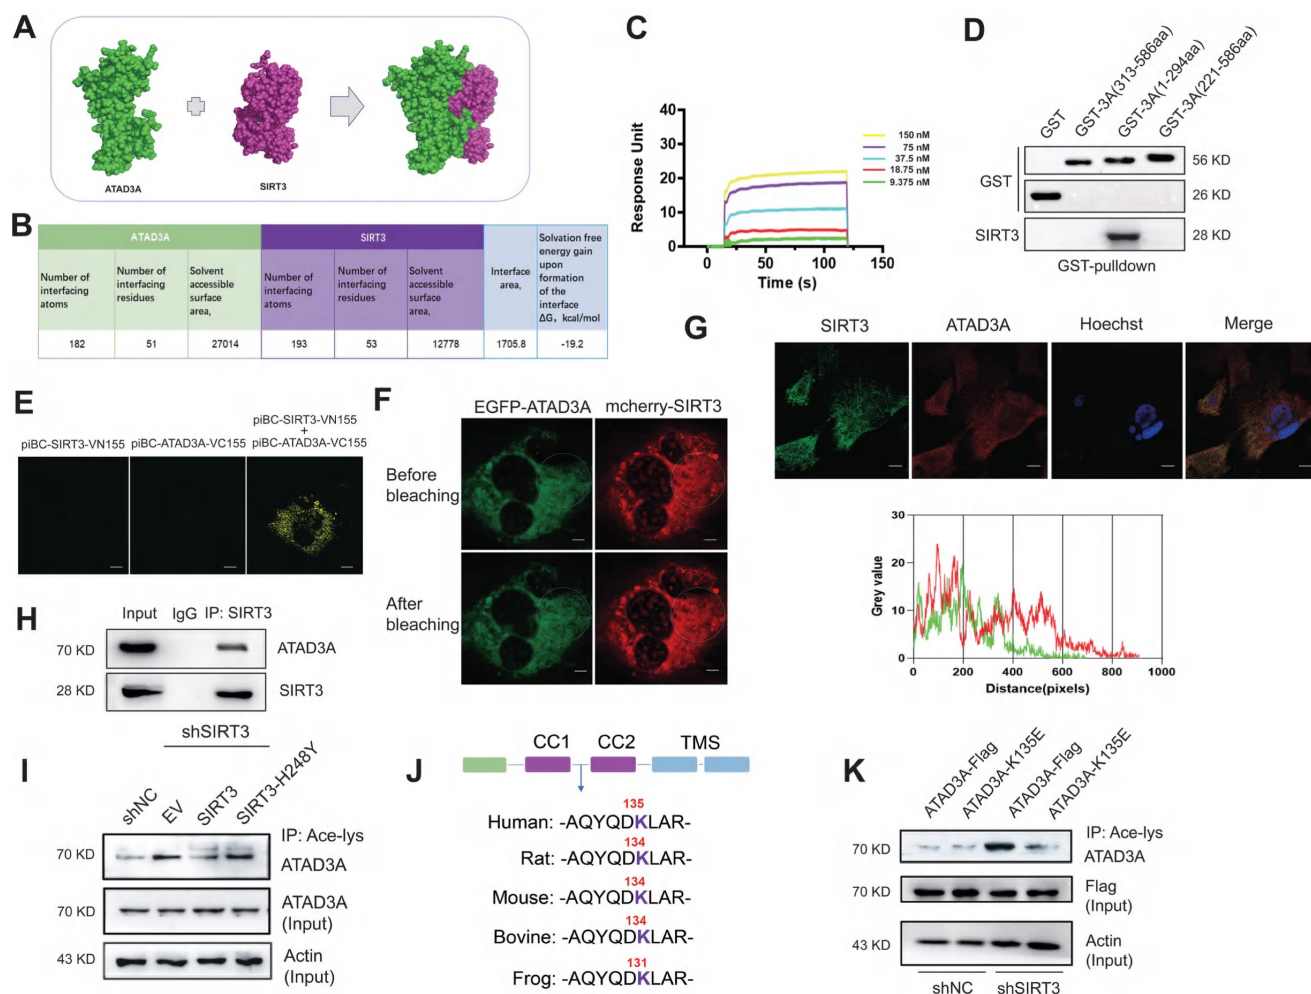 A
ATAD3A
SIRT3
B
ATAD3A
SIRT3
Number of
interfacing
atoms
Number of
interfacing
residues
Solvent
accessible
surface
area,
Number of
interfacing
atoms
Number of
interfacing
residues
Solvent
accessible
surface
area,
Interface
area,
Solvation free
energy gain
upon
formation
of the
interface
ΔG, kcal/mol
182
51
27014
193
53
12778
1705.8
-19.2
C
Response Unit
40
30
20
10
0
0
50
100
150
Time (s)
150 nM
75 nM
37.5 nM
18.75 nM
9.375 nM
D
GST
GST-3A(313-586aa)
GST-3A(1-294aa)
GST-3A(221-586aa)
GST
56 KD
26 KD
SIRT3
28 KD
GST-pulldown
E
piBC-SIRT3-VN155
piBC-ATAD3A-VC155
piBC-SIRT3-VN155
+
piBC-ATAD3A-VC155
F
EGFP-ATAD3A
mcherry-SIRT3
Before
bleaching
After
bleaching
G
SIRT3
ATAD3A
Hoechst
Merge
Grey value
30
20
10
0
0
200
400
600
800
1000
Distance(pixels)
H
Input
IgG
IP: SIRT3
70 KD
ATAD3A
28 KD
SIRT3
I
shSIRT3
shNC
EV
SIRT3
SIRT3-H248Y
70 KD
IP: Ace-lys
ATAD3A
70 KD
ATAD3A
(Input)
43 KD
Actin
(Input)
J
CC1
CC2
TMS
135
Human: -AQYQDKLAR-
134
Rat: -AQYQDKLAR-
134
Mouse: -AQYQDKLAR-
134
Bovine: -AQYQDKLAR-
131
Frog: -AQYQDKLAR-
K
ATAD3A-Flag
ATAD3A-K135E
ATAD3A-Flag
ATAD3A-K135E
70 KD
IP: Ace-lys
ATAD3A
70 KD
Flag
(Input)
43 KD
Actin
(Input)
shNC
shSIRT3